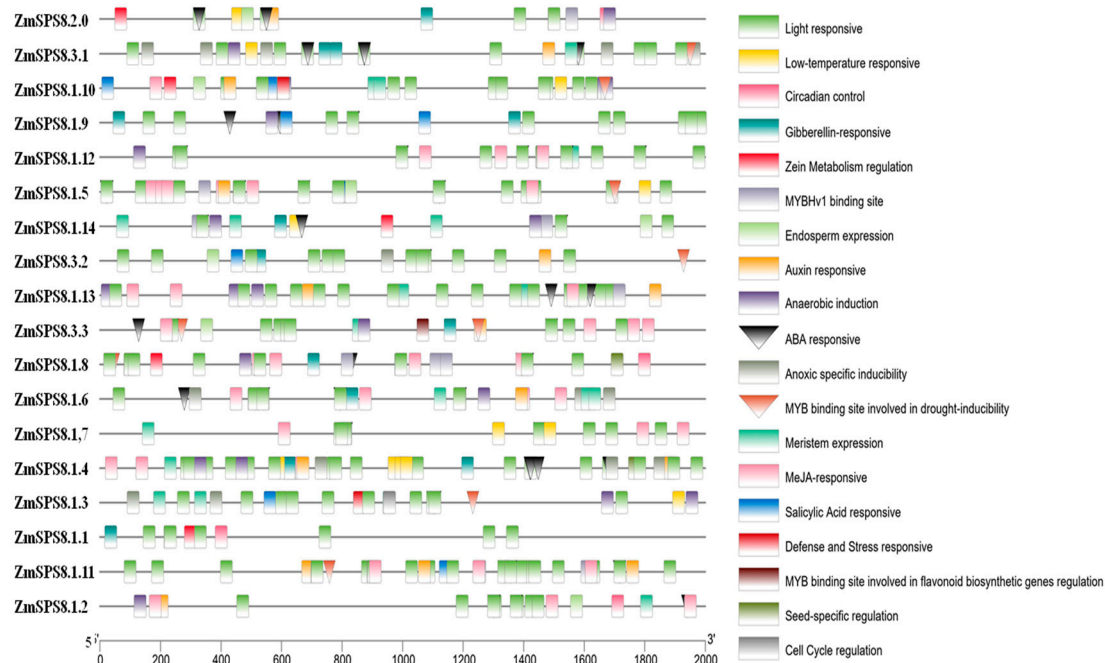 ZmSPS8.2.0
ZmSPS8.3.1
ZmSPS8.1.10
ZmSPS8.1.9
ZmSPS8.1.12
ZmSPS8.1.5
ZmSPS8.1.14
ZmSPS8.3.2
ZmSPS8.1.13
ZmSPS8.3.3
ZmSPS8.1.8
ZmSPS8.1.6
ZmSPS8.1,7
ZmSPS8.1.4
ZmSPS8.1.3
ZmSPS8.1.1
ZmSPS8.1.11
ZmSPS8.1.2
5' 3'
0 200 400 600 800 1000 1200 1400 1600 1800 2000
Light responsive
Low-temperature responsive
Circadian control
Gibberellin-responsive
Zein Metabolism regulation
MYBHv1 binding site
Endosperm expression
Auxin responsive
Anaerobic induction
ABA responsive
Anoxic specific inducibility
MYB binding site involved in drought-inducibility
Meristem expression
MeJA-responsive
Salicylic Acid responsive
Defense and Stress responsive
MYB binding site involved in flavonoid biosynthetic genes regulation
Seed-specific regulation
Cell Cycle regulation